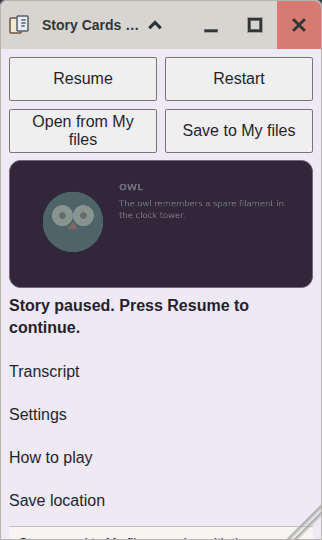 Story Cards ...
Resume
Restart
Open from My
files
Save to My files
OWL
The owl remembers a spare filament in
the clock tower.
Story paused. Press Resume to
continue.
Transcript
Settings
How to play
Save location